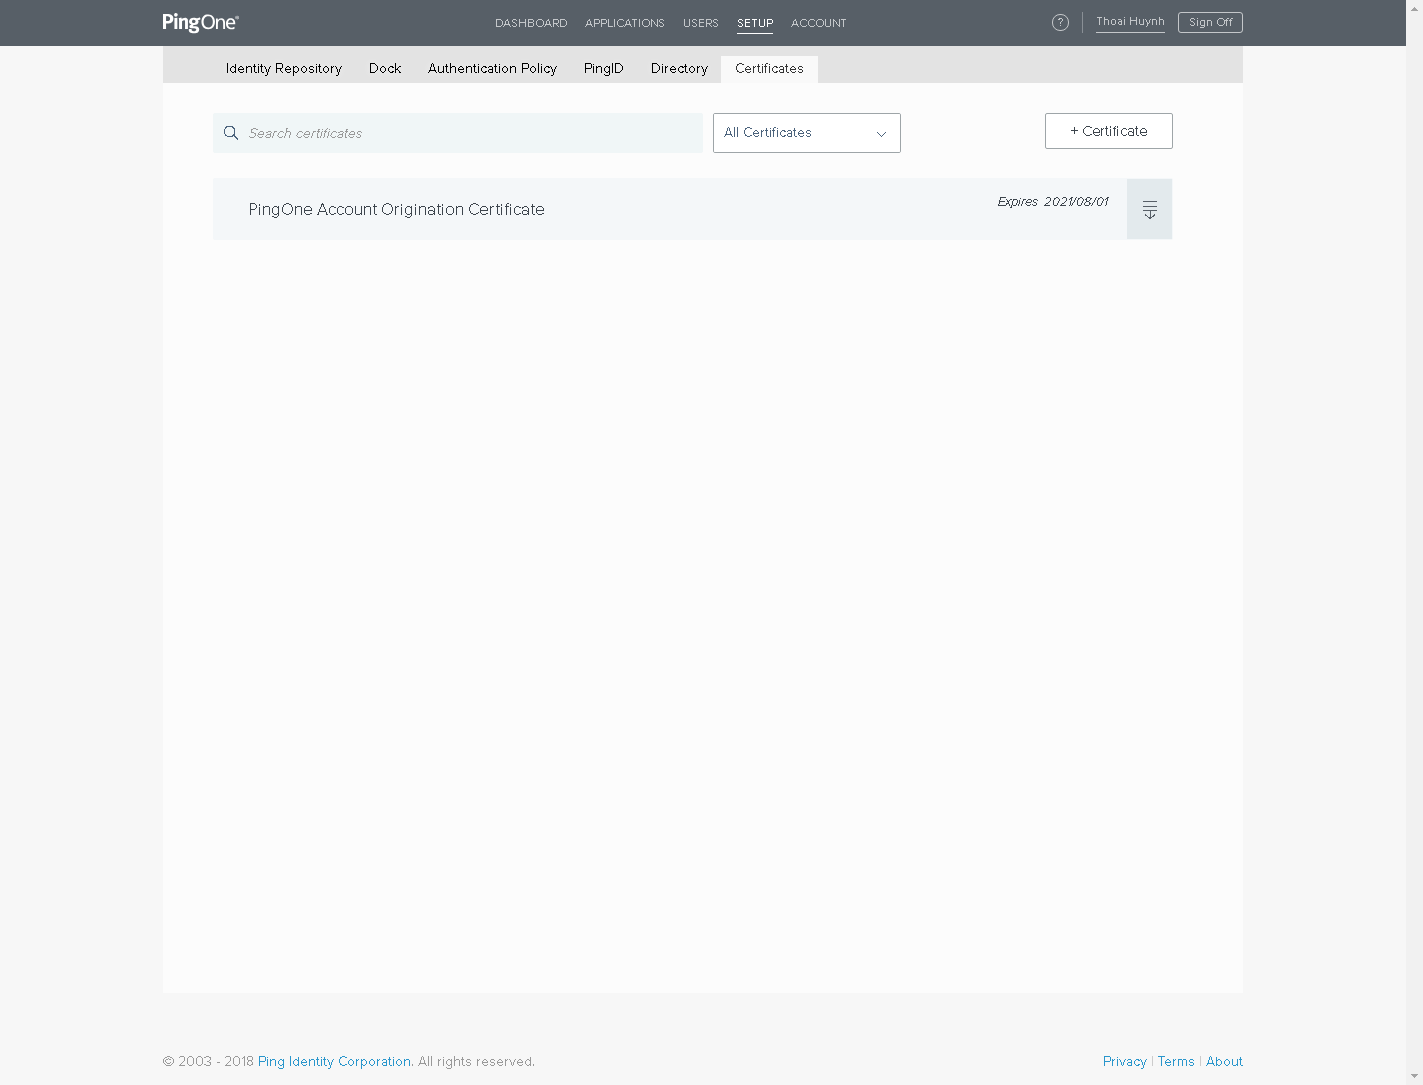 PingOne®
DASHBOARD APPLICATIONS USERS SETUP ACCOUNT
? Thoai Huynh Sign Off
Identity Repository Dock Authentication Policy PingID Directory Certificates
Search certificates
All Certificates
+ Certificate
PingOne Account Origination Certificate
Expires 2021/08/01
© 2003 - 2018 Ping Identity Corporation. All rights reserved.
Privacy | Terms | About